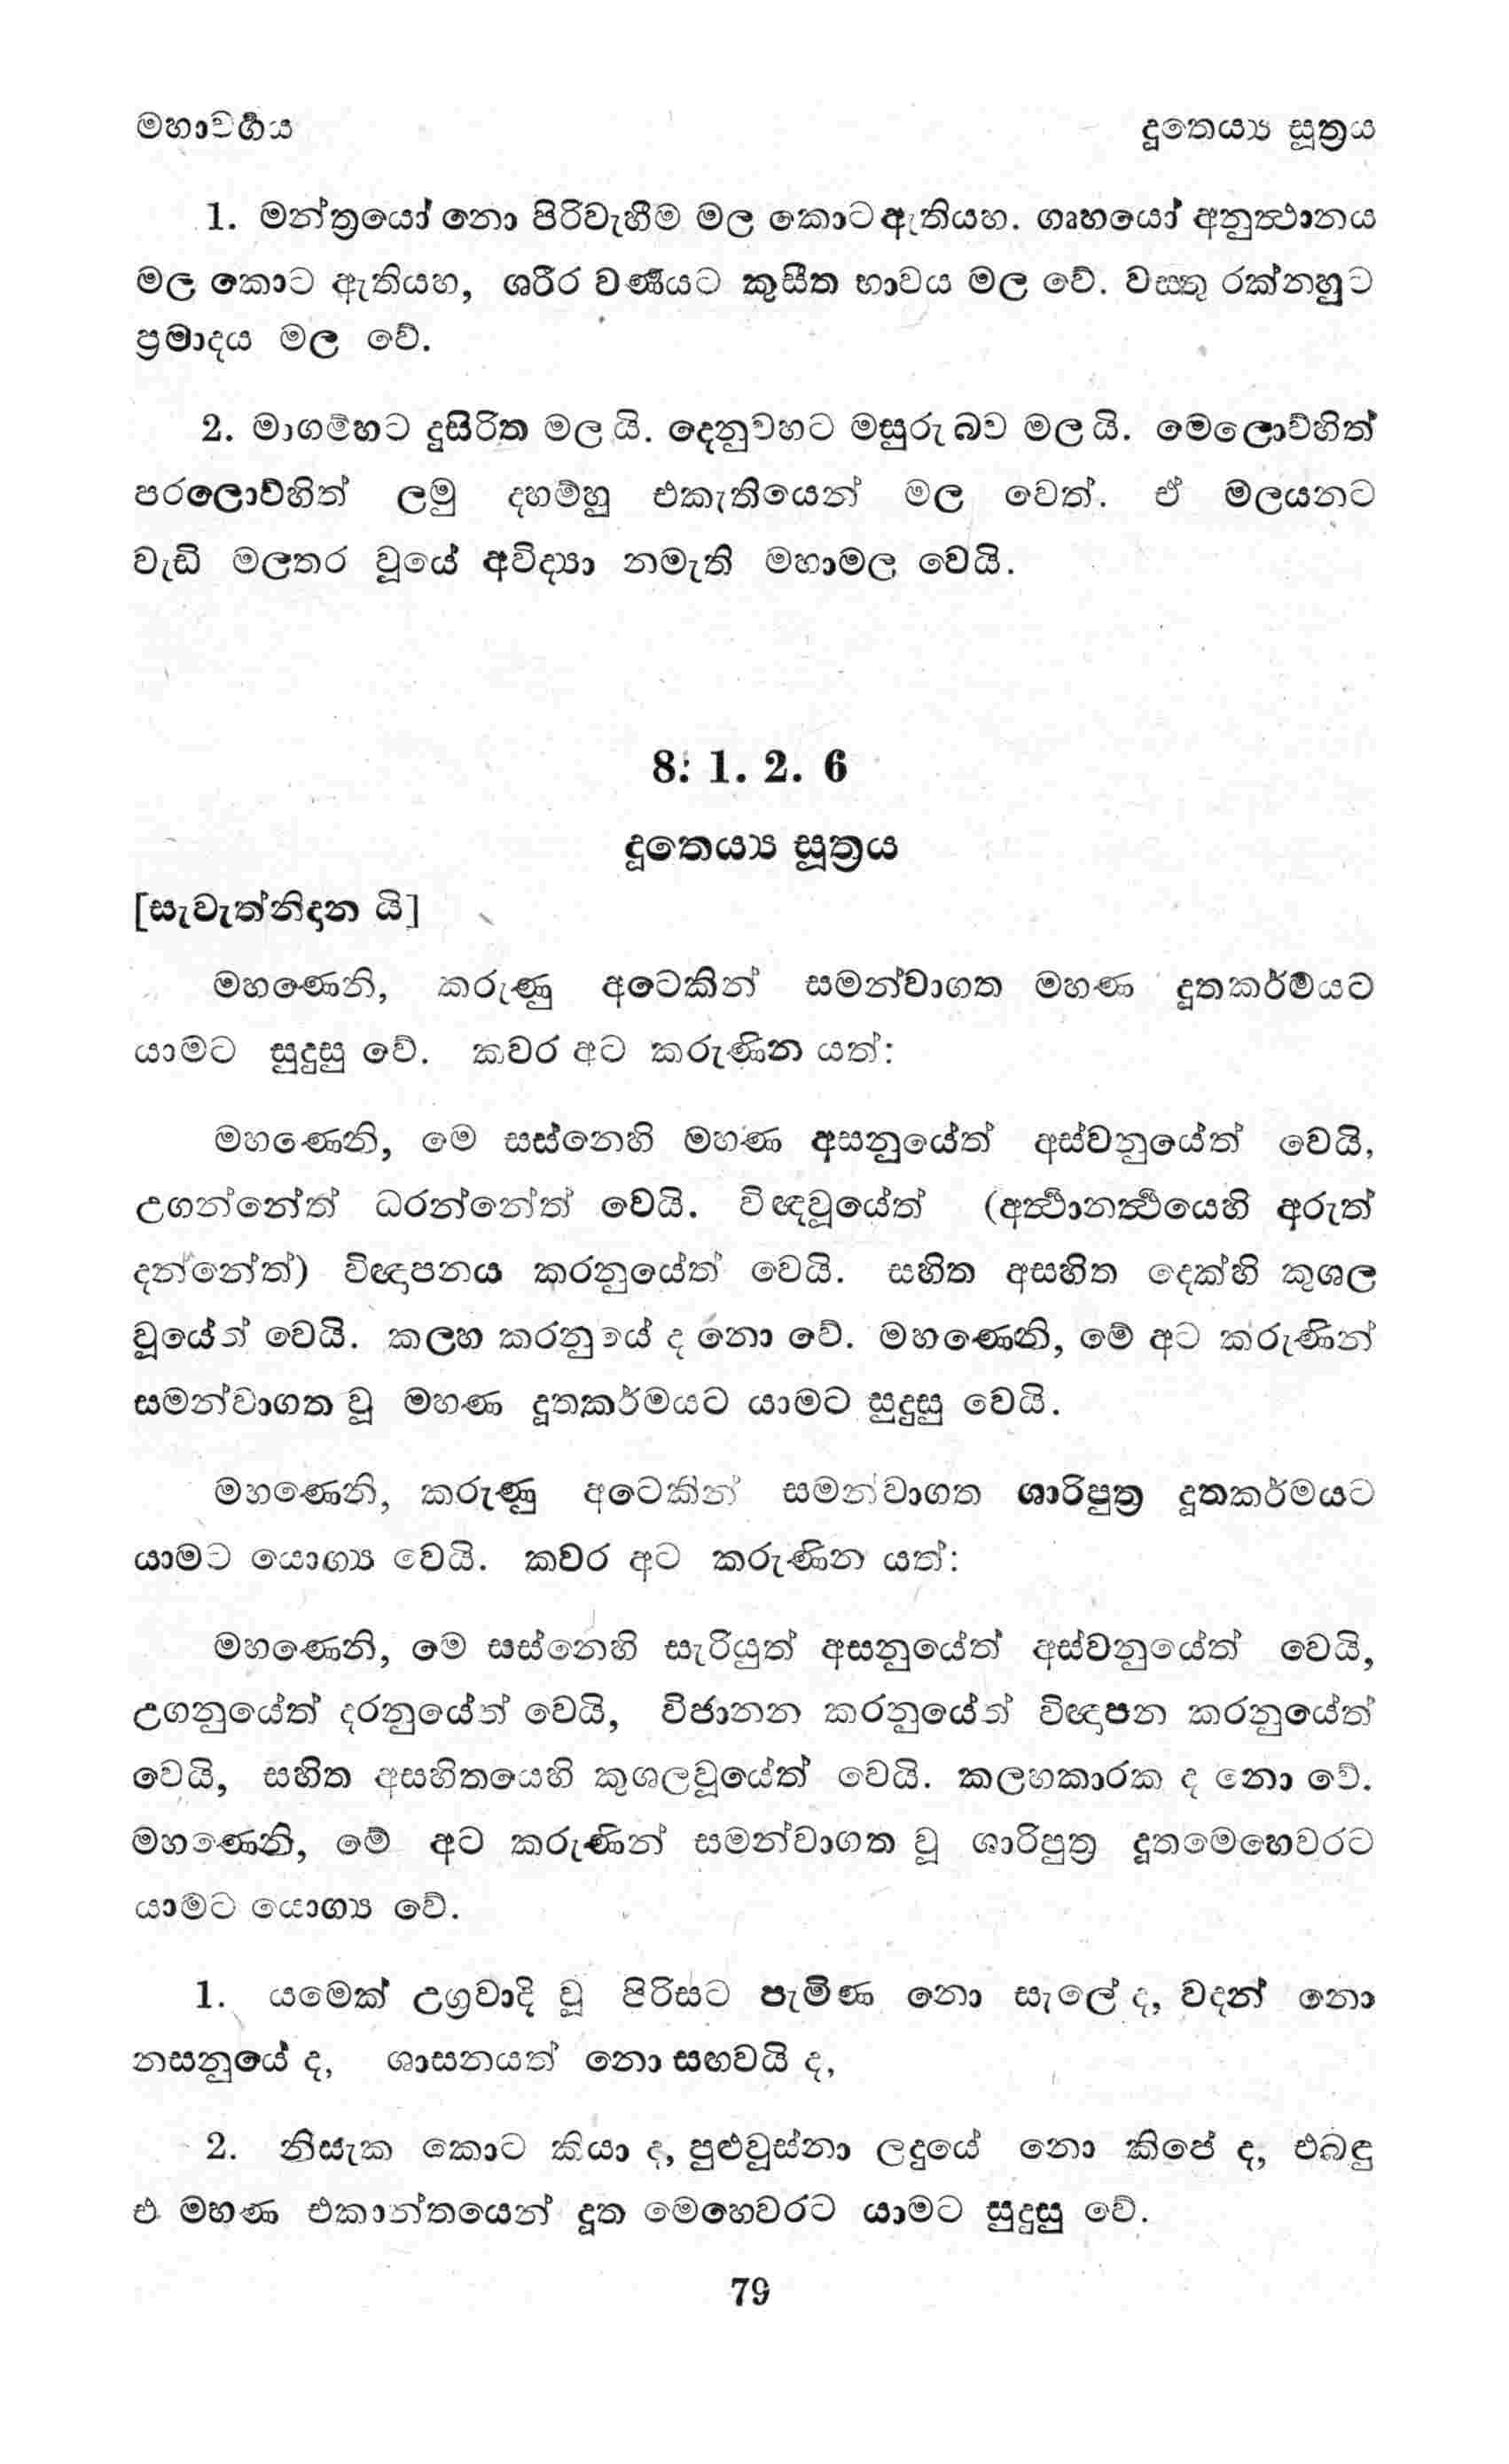 මහාවර්‍ගය
දූතෙය්‍ය සූත්‍රය
1. මන්ත්‍රයෝ නො පිරිවැහීම මල කොට ඇතියහ. ගෘහයෝ අනුත්‍ථානය
මල කොට ඇතියහ, ශරීර වර්‍ණයට කුසීත භාවය මල වේ. වස්තු රක්නහුට
ප්‍රමාදය මල වේ.
2. මාගමහට දුසිරිත මල යි. දෙනුවහට මසුරු බව මල යි. මෙලොව්හිත්
පරලොව්හිත් ලමු දහම්හු එකැතියෙන් මල වෙත්. ඒ මලයනට
වැඩි මලතර වූයේ අවිද්‍යා නමැති මහාමල වෙයි.
8. 1. 2. 6
දූතෙය්‍ය සූත්‍රය
[සැවැත්නිදාන යි]
මහණෙනි, කරුණු අටෙකින් සමන්වාගත මහණ දූතකර්මයට
යාමට සුදුසු වේ. කවර අට කරුණින යත්:
මහණෙනි, මෙ සස්නෙහි මහණ අසනුයේත් අස්වනුයේත් වෙයි,
උගන්නේත් ධරන්නේත් වෙයි. විඥවූයේත් (අර්‍ත්‍ථානර්‍ත්‍ථයෙහි අරුත්
දන්නේත්) විඥාපනය කරනුයේත් වෙයි. සහිත අසහිත දෙක්හි කුශල
වූයේත් වෙයි. කලහ කරනුයේ ද නො වේ. මහණෙනි, මේ අට කරුණින්
සමන්වාගත වූ මහණ දූතකර්මයට යාමට සුදුසු වෙයි.
මහණෙනි, කරුණු අටෙකින් සමන්වාගත ශාරිපුත්‍ර දූතකර්මයට
යාමට යොග්‍ය වෙයි. කවර අට කරුණින යත්:
මහණෙනි, මෙ සස්නෙහි සැරියුත් අසනුයේත් අස්වනුයේත් වෙයි,
උගනුයේත් දරනුයේත් වෙයි, විජානන කරනුයේත් විඥාපන කරනුයේත්
වෙයි, සහිත අසහිතයෙහි කුශලවූයේත් වෙයි. කලහකාරක ද නො වේ.
මහණෙනි, මේ අට කරුණින් සමන්වාගත වූ ශාරිපුත්‍ර දූතමෙහෙවරට
යාමට යොග්‍ය වේ.
1. යමෙක් උග්‍රවාදි වූ පිරිසට පැමිණ නො සැලේ ද, වදන් නො
නසනුයේ ද, ශාසනයත් නො සඟවයි ද,
2. නිසැක කොට කියා ද, පුළුවුස්නා ලදුයේ නො කිපේ ද, එබඳු
එ මහණ එකාන්තයෙන් දූත මෙහෙවරට යාමට සුදුසු වේ.
79